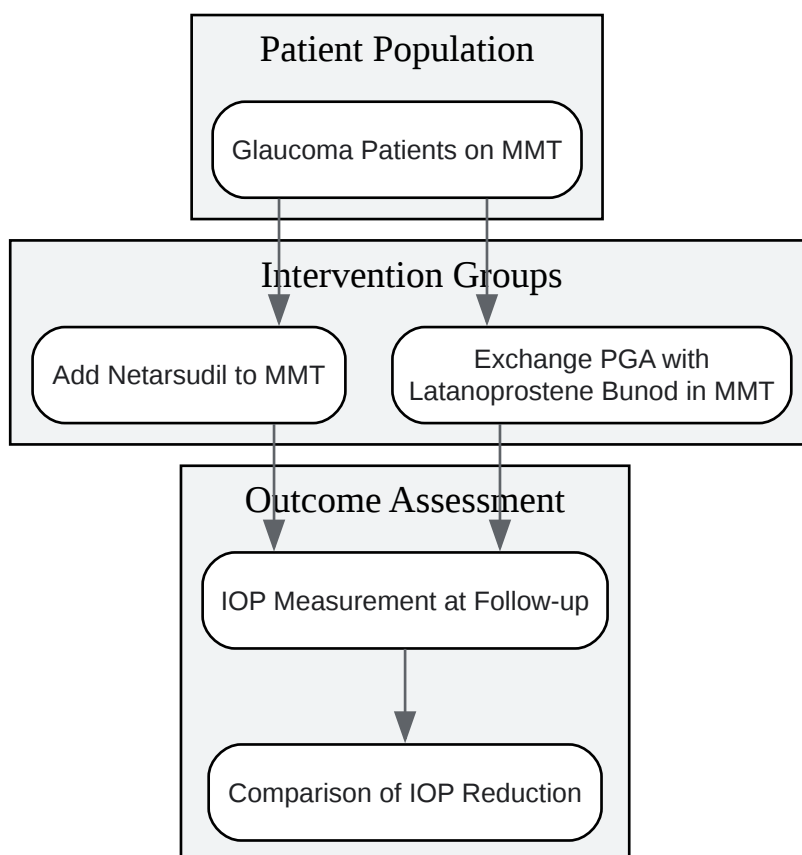 Patient Population
Glaucoma Patients on MMT
Intervention Groups
Add Netarsudil to MMT
Exchange PGA with
Latanoprostene Bunod in MMT
Outcome Assessment
IOP Measurement at Follow-up
Comparison of IOP Reduction